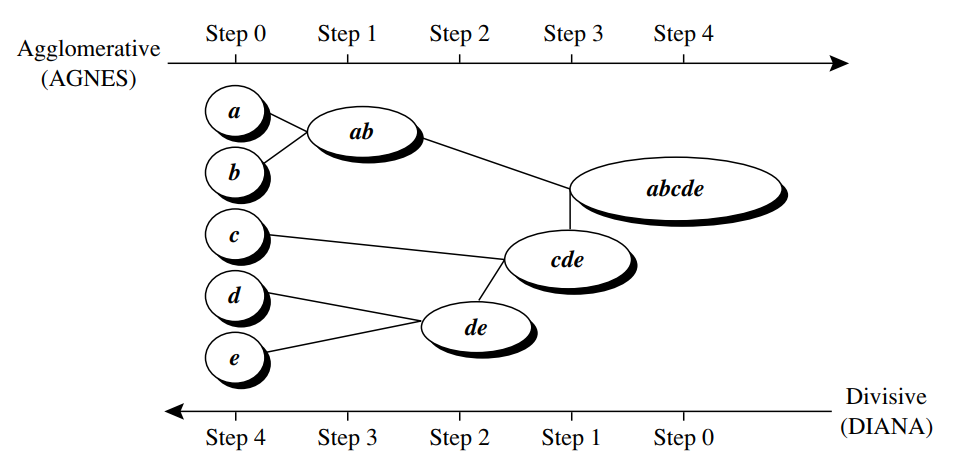 Step 0 Step 1 Step 2 Step 3 Step 4
Agglomerative
(AGNES)
a
ab
b
abcde
c
cde
d
de
e
Divisive
(DIANA)
Step 4 Step 3 Step 2 Step 1 Step 0